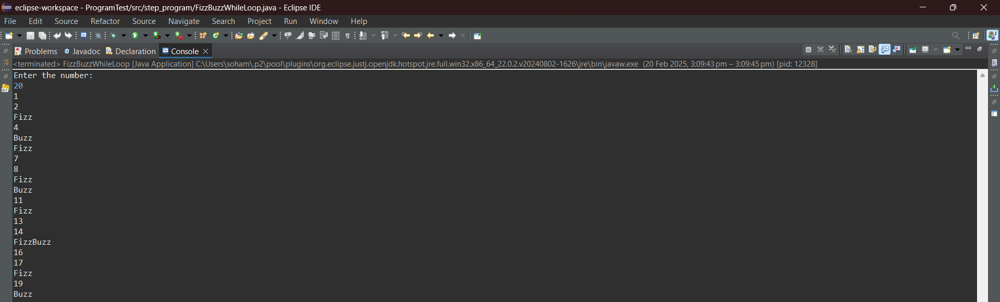 eclipse-workspace - ProgramTest/src/step_program/FizzBuzzWhileLoop.java - Eclipse IDE
File Edit Source Refactor Source Navigate Search Project Run Window Help
Problems Javadoc Declaration Console
<terminated> FizzBuzzWhileLoop [Java Application] C:\Users\soham\.p2\pool\plugins\org.eclipse.justj.openjdk.hotspot.jre.full.win32.x86_64_22.0.2.v20240802-1626\jre\bin\javaw.exe (20 Feb 2025, 3:09:43 pm – 3:09:45 pm) [pid: 12328]
Enter the number:
20
1
2
Fizz
4
Buzz
Fizz
7
8
Fizz
Buzz
11
Fizz
13
14
FizzBuzz
16
17
Fizz
19
Buzz